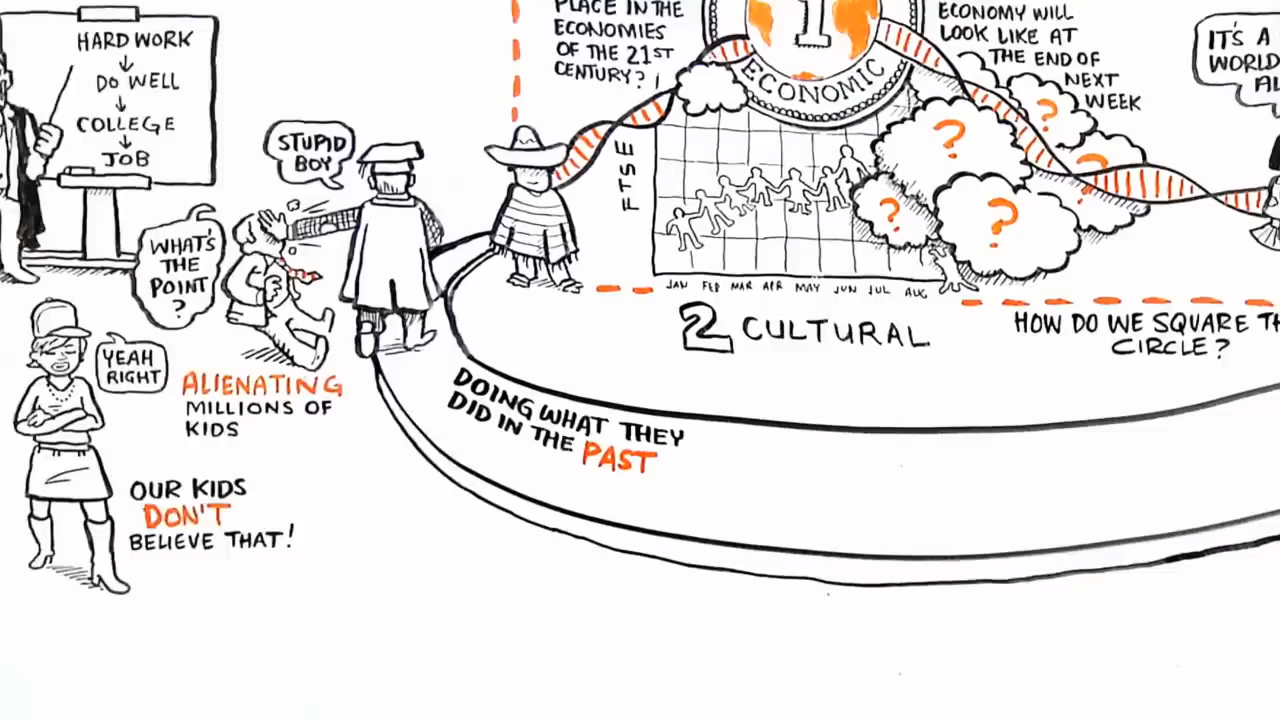 HARD WORK
DO WELL
COLLEGE
JOB
STUPID
BOY
WHAT'S
THE
POINT
?
YEAH
RIGHT
ALIENATING
MILLIONS OF
KIDS
OUR KIDS
DON'T
BELIEVE THAT!
PLACE IN THE
ECONOMIES
OF THE 21ST
CENTURY?
1
ECONOMIC
ECONOMY WILL
LOOK LIKE AT
THE END OF
NEXT
WEEK
IT'S A
WORLD
FTSE
?
?
?
?
?
JAN FEB MAR APR MAY JUN JUL AUG
2 CULTURAL
HOW DO WE SQUARE
CIRCLE?
DOING WHAT THEY
DID IN THE PAST